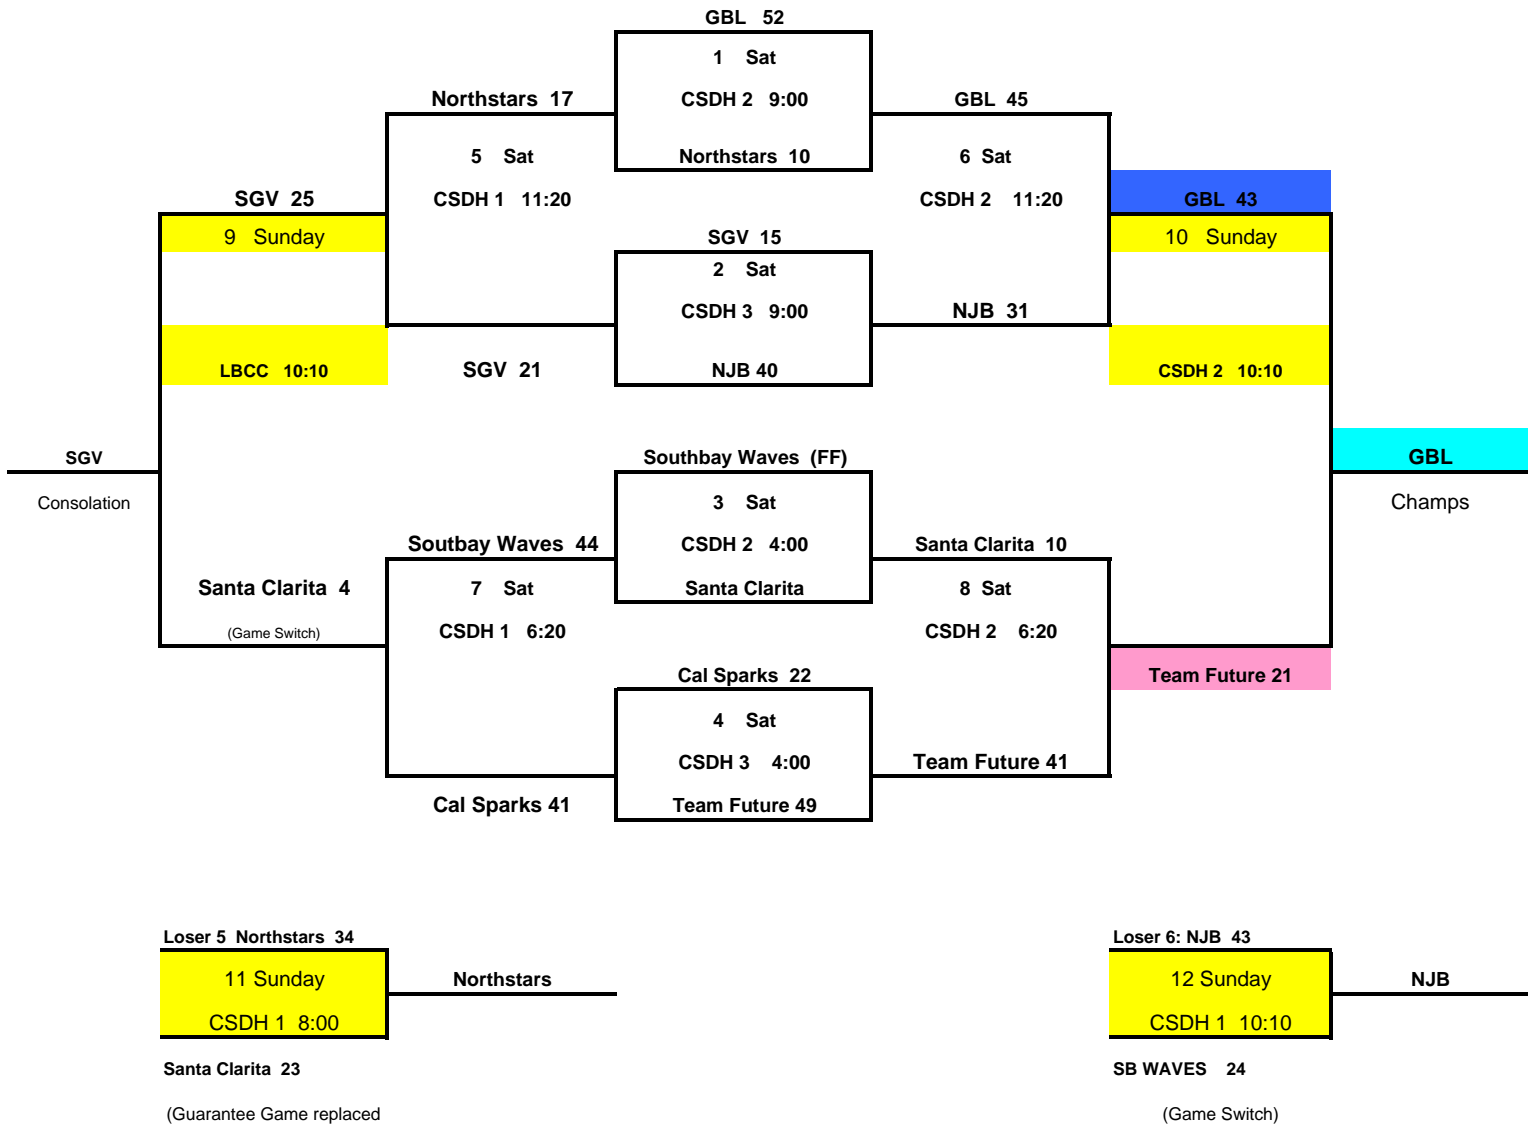 GBL 52
1 Sat
Northstars 17
CSDH 2 9:00
GBL 45
5 Sat
Northstars 10
6 Sat
SGV 25
CSDH 1 11:20
CSDH 2 11:20
GBL 43
9 Sunday
SGV 15
10 Sunday
2 Sat
CSDH 3 9:00
NJB 31
LBCC 10:10
SGV 21
NJB 40
CSDH 2 10:10
SGV
Southbay Waves (FF)
GBL
Consolation
3 Sat
Champs
Soutbay Waves 44
CSDH 2 4:00
Santa Clarita 10
Santa Clarita 4
7 Sat
Santa Clarita
8 Sat
(Game Switch)
CSDH 1 6:20
CSDH 2 6:20
Cal Sparks 22
Team Future 21
4 Sat
CSDH 3 4:00
Team Future 41
Cal Sparks 41
Team Future 49
Loser 5 Northstars 34
Loser 6: NJB 43
11 Sunday
Northstars
12 Sunday
NJB
CSDH 1 8:00
CSDH 1 10:10
Santa Clarita 23
SB WAVES 24
(Guarantee Game replaced
(Game Switch)